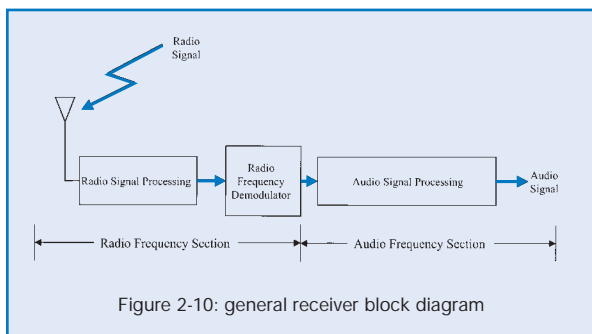 Radio
Signal
Radio Signal Processing
Radio
Frequency
Demodulator
Audio Signal Processing
Audio
Signal
Radio Frequency Section
Audio Frequency Section
Figure 2-10: general receiver block diagram